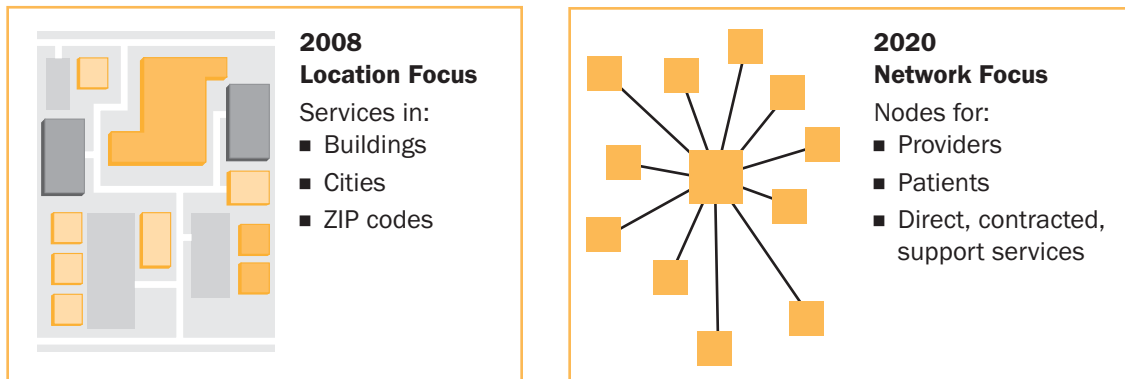 2008
Location Focus
Services in:
■ Buildings
■ Cities
■ ZIP codes
2020
Network Focus
Nodes for:
■ Providers
■ Patients
■ Direct, contracted,
support services